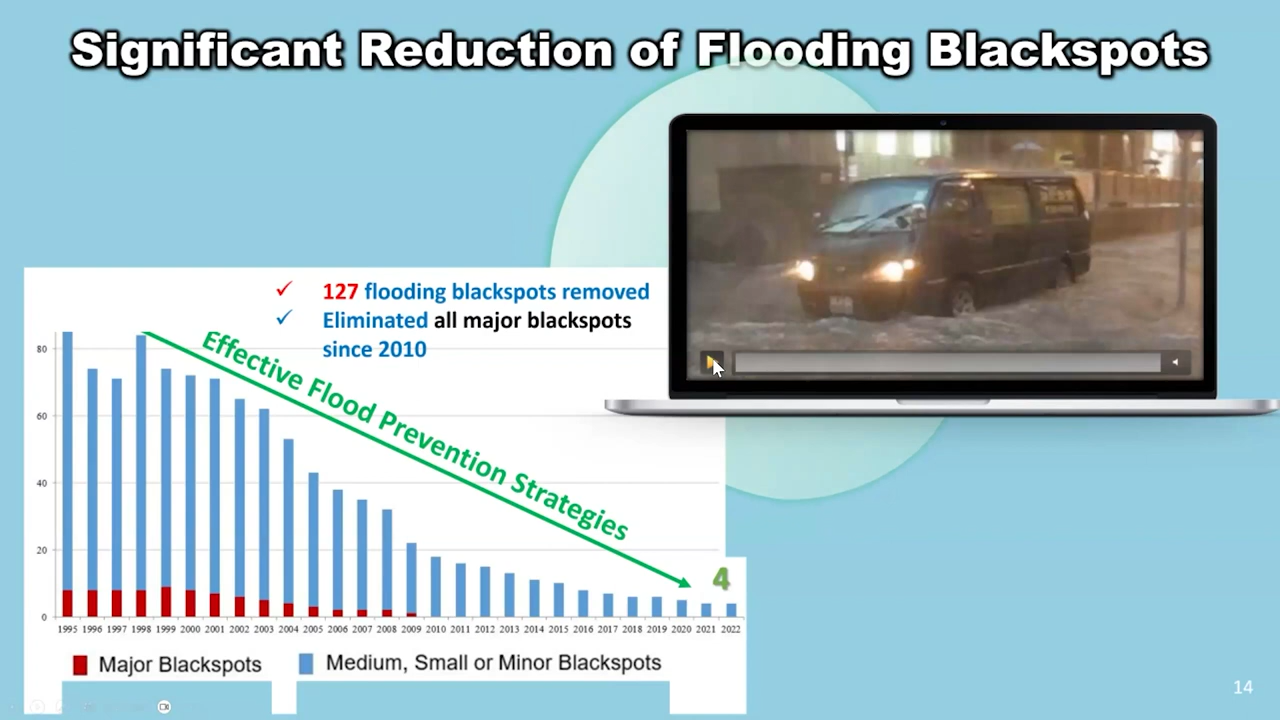 Significant Reduction of Flooding Blackspots
✓ 127 flooding blackspots removed
✓ Eliminated all major blackspots
since 2010
Effective Flood Prevention Strategies
80
60
40
20
0
4
1995 1996 1997 1998 1999 2000 2001 2002 2003 2004 2005 2006 2007 2008 2009 2010 2011 2012 2013 2014 2015 2016 2017 2018 2019 2020 2021 2022
Major Blackspots
Medium, Small or Minor Blackspots
14